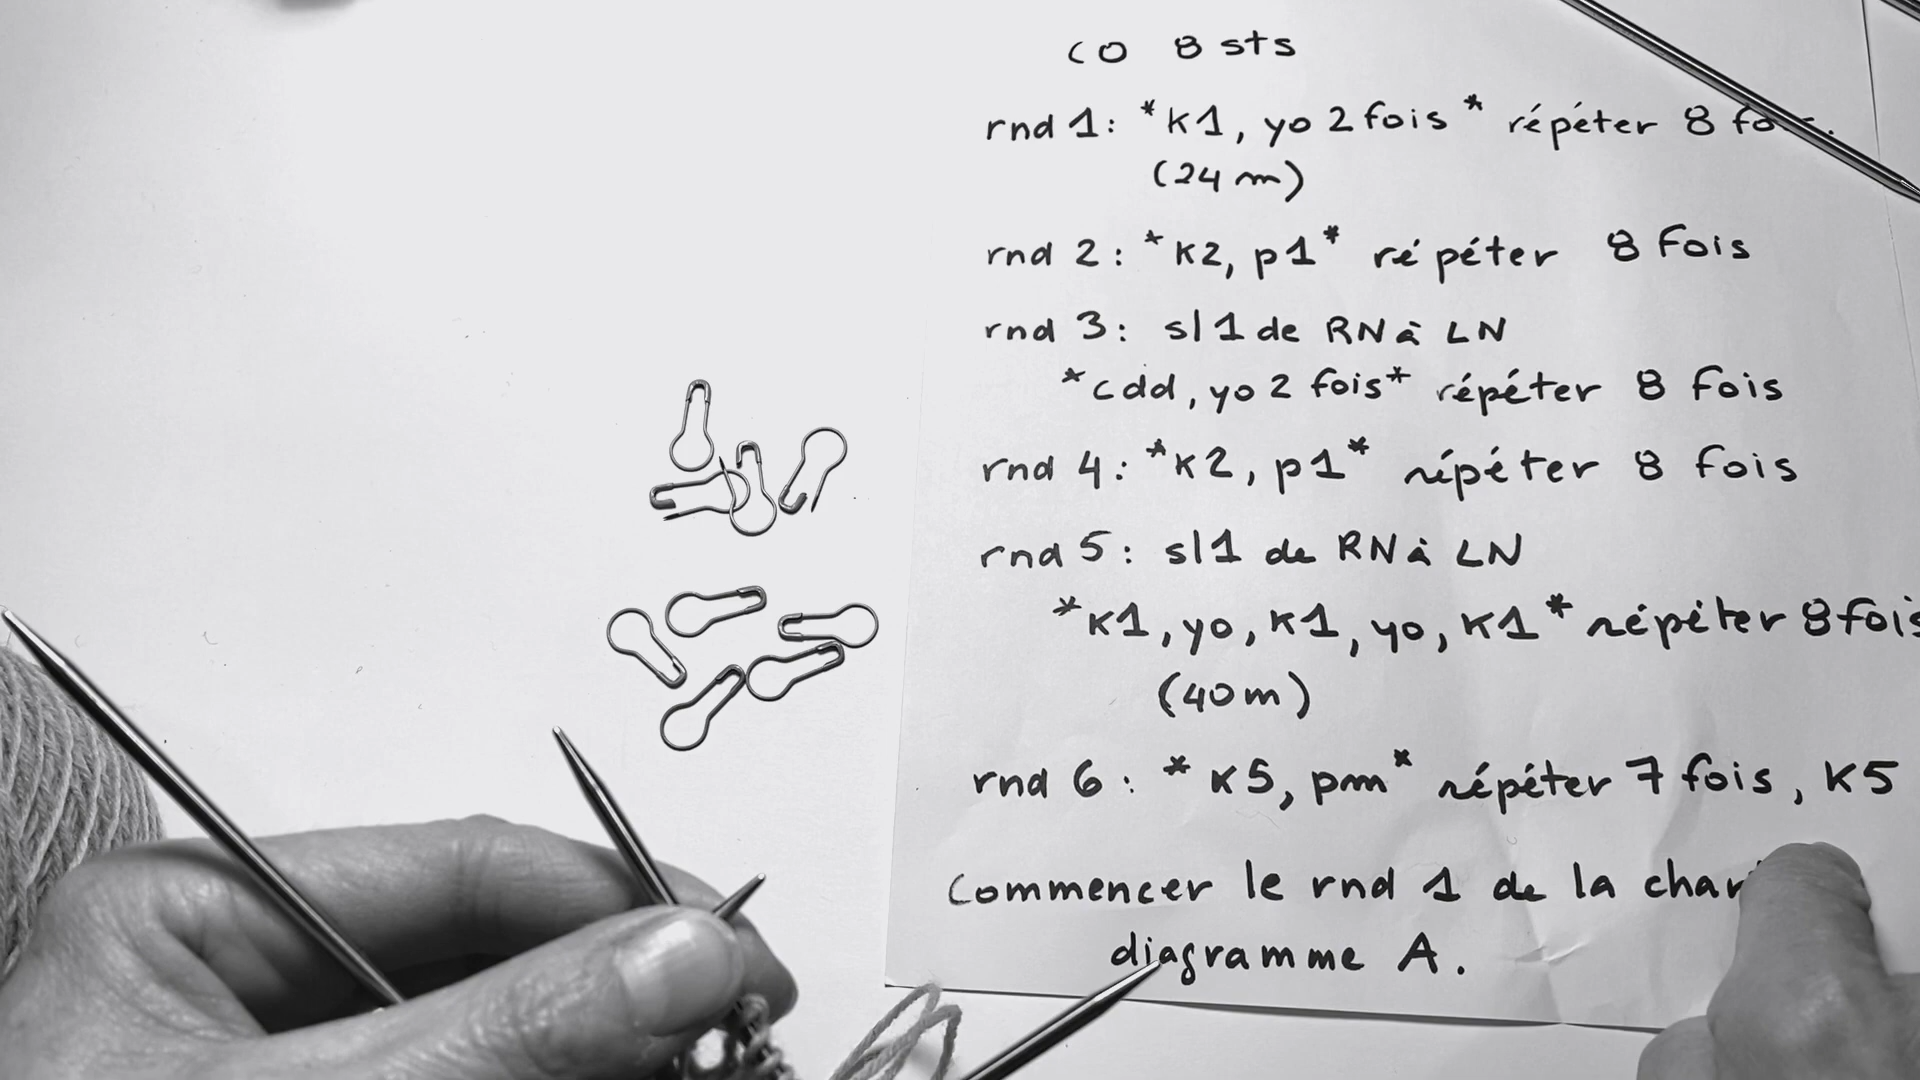 co 8 sts
rnd 1: *k1, yo 2 fois* répéter 8
(24 m)
rnd 2: *k2, p1* répéter 8 fois
rnd 3: sl1 de RN à LN
*cdd, yo 2 fois* répéter 8 fois
rnd 4: *k2, p1* répéter 8 fois
rnd 5: sl1 de RN à LN
*k1, yo, k1, yo, k1* répéter 8 fois
(40 m)
rnd 6: *k5, pm* répéter 7 fois, k5
Commencer le rnd 1 de la
diagramme A.